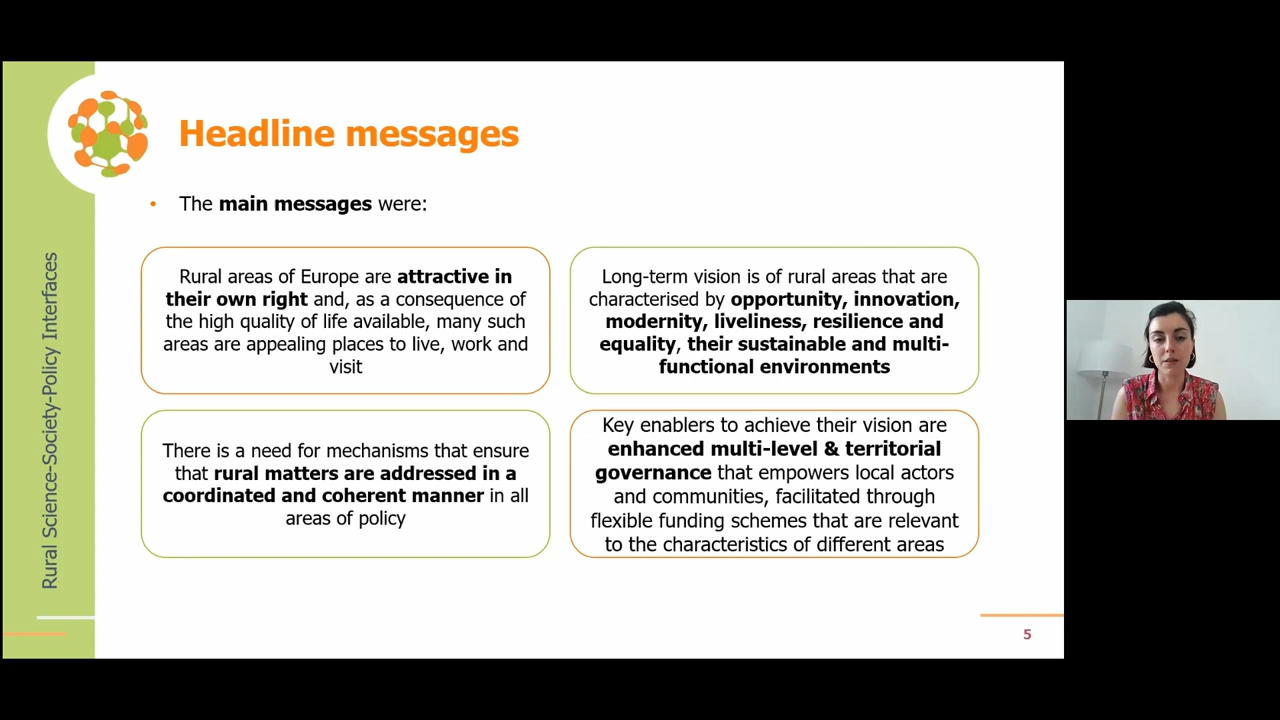 Headline messages
• The main messages were:
Rural areas of Europe are attractive in
their own right and, as a consequence of
the high quality of life available, many such
areas are appealing places to live, work and
visit
Long-term vision is of rural areas that are
characterised by opportunity, innovation,
modernity, liveliness, resilience and
equality, their sustainable and multi-
functional environments
There is a need for mechanisms that ensure
that rural matters are addressed in a
coordinated and coherent manner in all
areas of policy
Key enablers to achieve their vision are
enhanced multi-level & territorial
governance that empowers local actors
and communities, facilitated through
flexible funding schemes that are relevant
to the characteristics of different areas
Rural Science-Society-Policy Interfaces
5